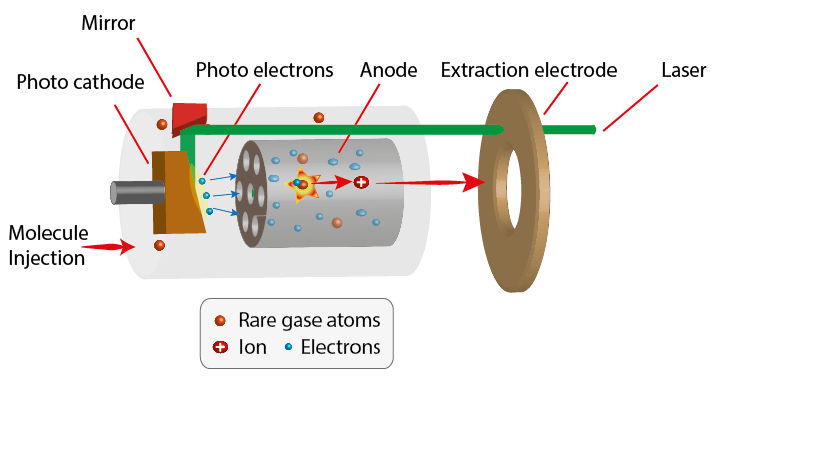 Mirror
Photo cathode
Photo electrons
Anode
Extraction electrode
Laser
Molecule
Injection
Rare gase atoms
Ion
Electrons